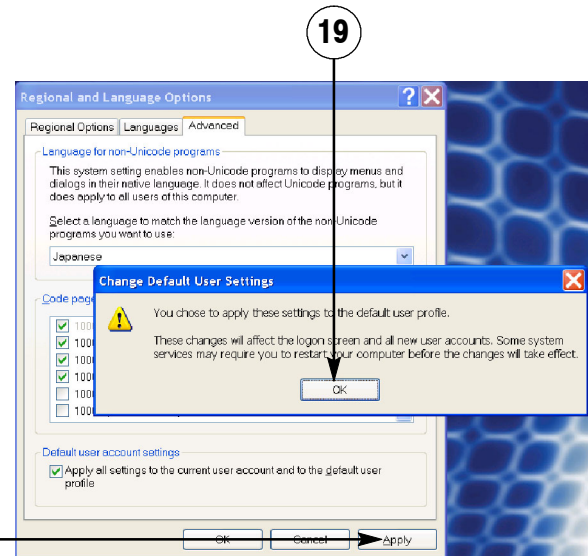 19
Regional and Language Options
Regional Options Languages Advanced
Language for non-Unicode programs
This system setting enables non-Unicode programs to display menus and
dialogs in their native language. It does not affect Unicode programs, but it
does apply to all users of this computer.
Select a language to match the language version of the non-Unicode
programs you want to use:
Japanese
Change Default User Settings
Code page
You chose to apply these settings to the default user profile.
These changes will affect the logon screen and all new user accounts. Some system
services may require you to restart your computer before the changes will take effect.
OK
Default user account settings
Apply all settings to the current user account and to the default user
profile
OK Cancel Apply